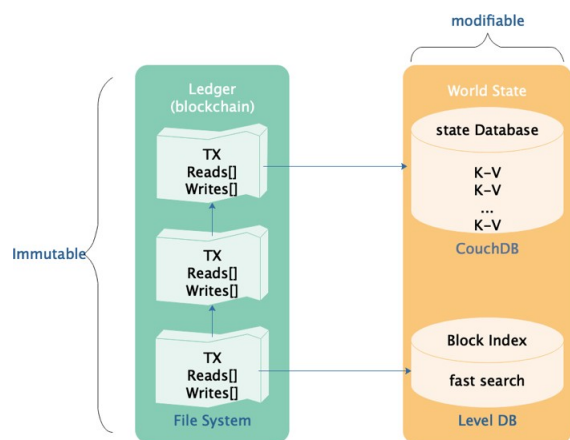 modifiable
Ledger
(blockchain)
World State
state Database
TX
Reads[]
Writes[]
K-V
K-V
...
K-V
CouchDB
Immutable
TX
Reads[]
Writes[]
TX
Reads[]
Writes[]
Block Index
fast search
File System
Level DB